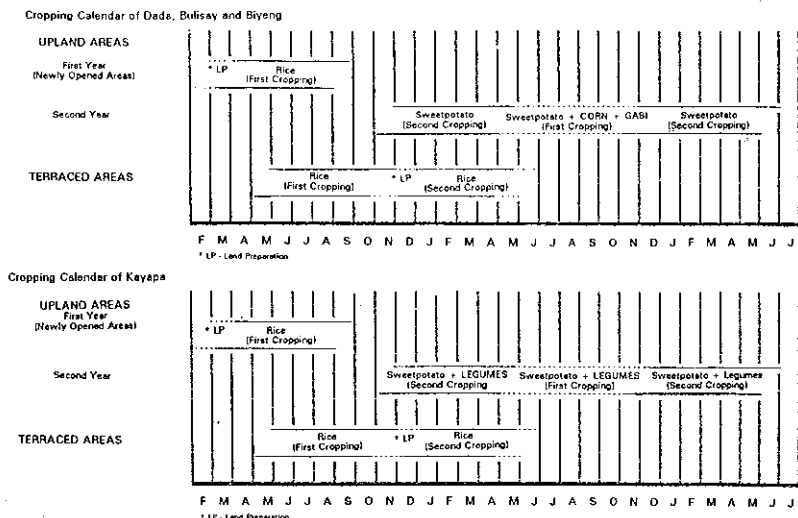 Cropping Calendar of Dada, Bulisay and Biyeng
UPLAND AREAS
First Year
(Newly Opened Areas)
* LP Rice
(First Cropping)
Second Year
Sweetpotato
(Second Cropping)
Sweetpotato + CORN + GABI
(First Cropping)
Sweetpotato
(Second Cropping)
TERRACED AREAS
Rice
(First Cropping)
* LP Rice
(Second Cropping)
F M A M J J A S O N D J F M A M J J A S O N D J F M A M J J
* LP - Land Preparation
Cropping Calendar of Kayapa
UPLAND AREAS
First Year
(Newly Opened Areas)
* LP Rice
(First Cropping)
Second Year
Sweetpotato + LEGUMES
(Second Cropping
Sweetpotato + LEGUMES
(First Cropping)
Sweetpotato + Legumes
(Second Cropping)
TERRACED AREAS
Rice
(First Cropping)
* LP Rice
(Second Cropping)
F M A M J J A S O N D J F M A M J J A S O N D J F M A M J J
* LP - Land Preparation